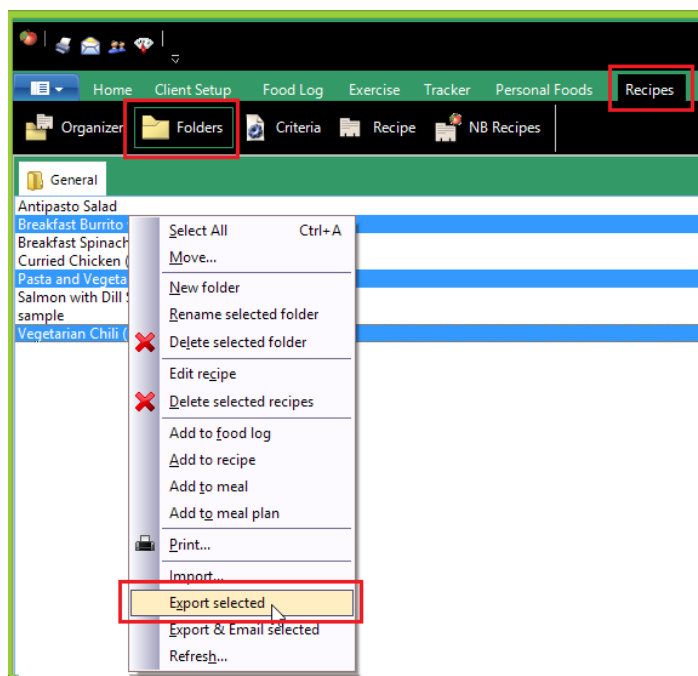 Home Client Setup Food Log Exercise Tracker Personal Foods Recipes
Organizer Folders Criteria Recipe NB Recipes
General
Antipasto Salad
Breakfast Burrito
Breakfast Spinach
Curried Chicken (
Pasta and Vegeta
Salmon with Dill
sample
Vegetarian Chili (
Select All Ctrl+A
Move...
New folder
Rename selected folder
Delete selected folder
Edit recipe
Delete selected recipes
Add to food log
Add to recipe
Add to meal
Add to meal plan
Print...
Import...
Export selected
Export & Email selected
Refresh...